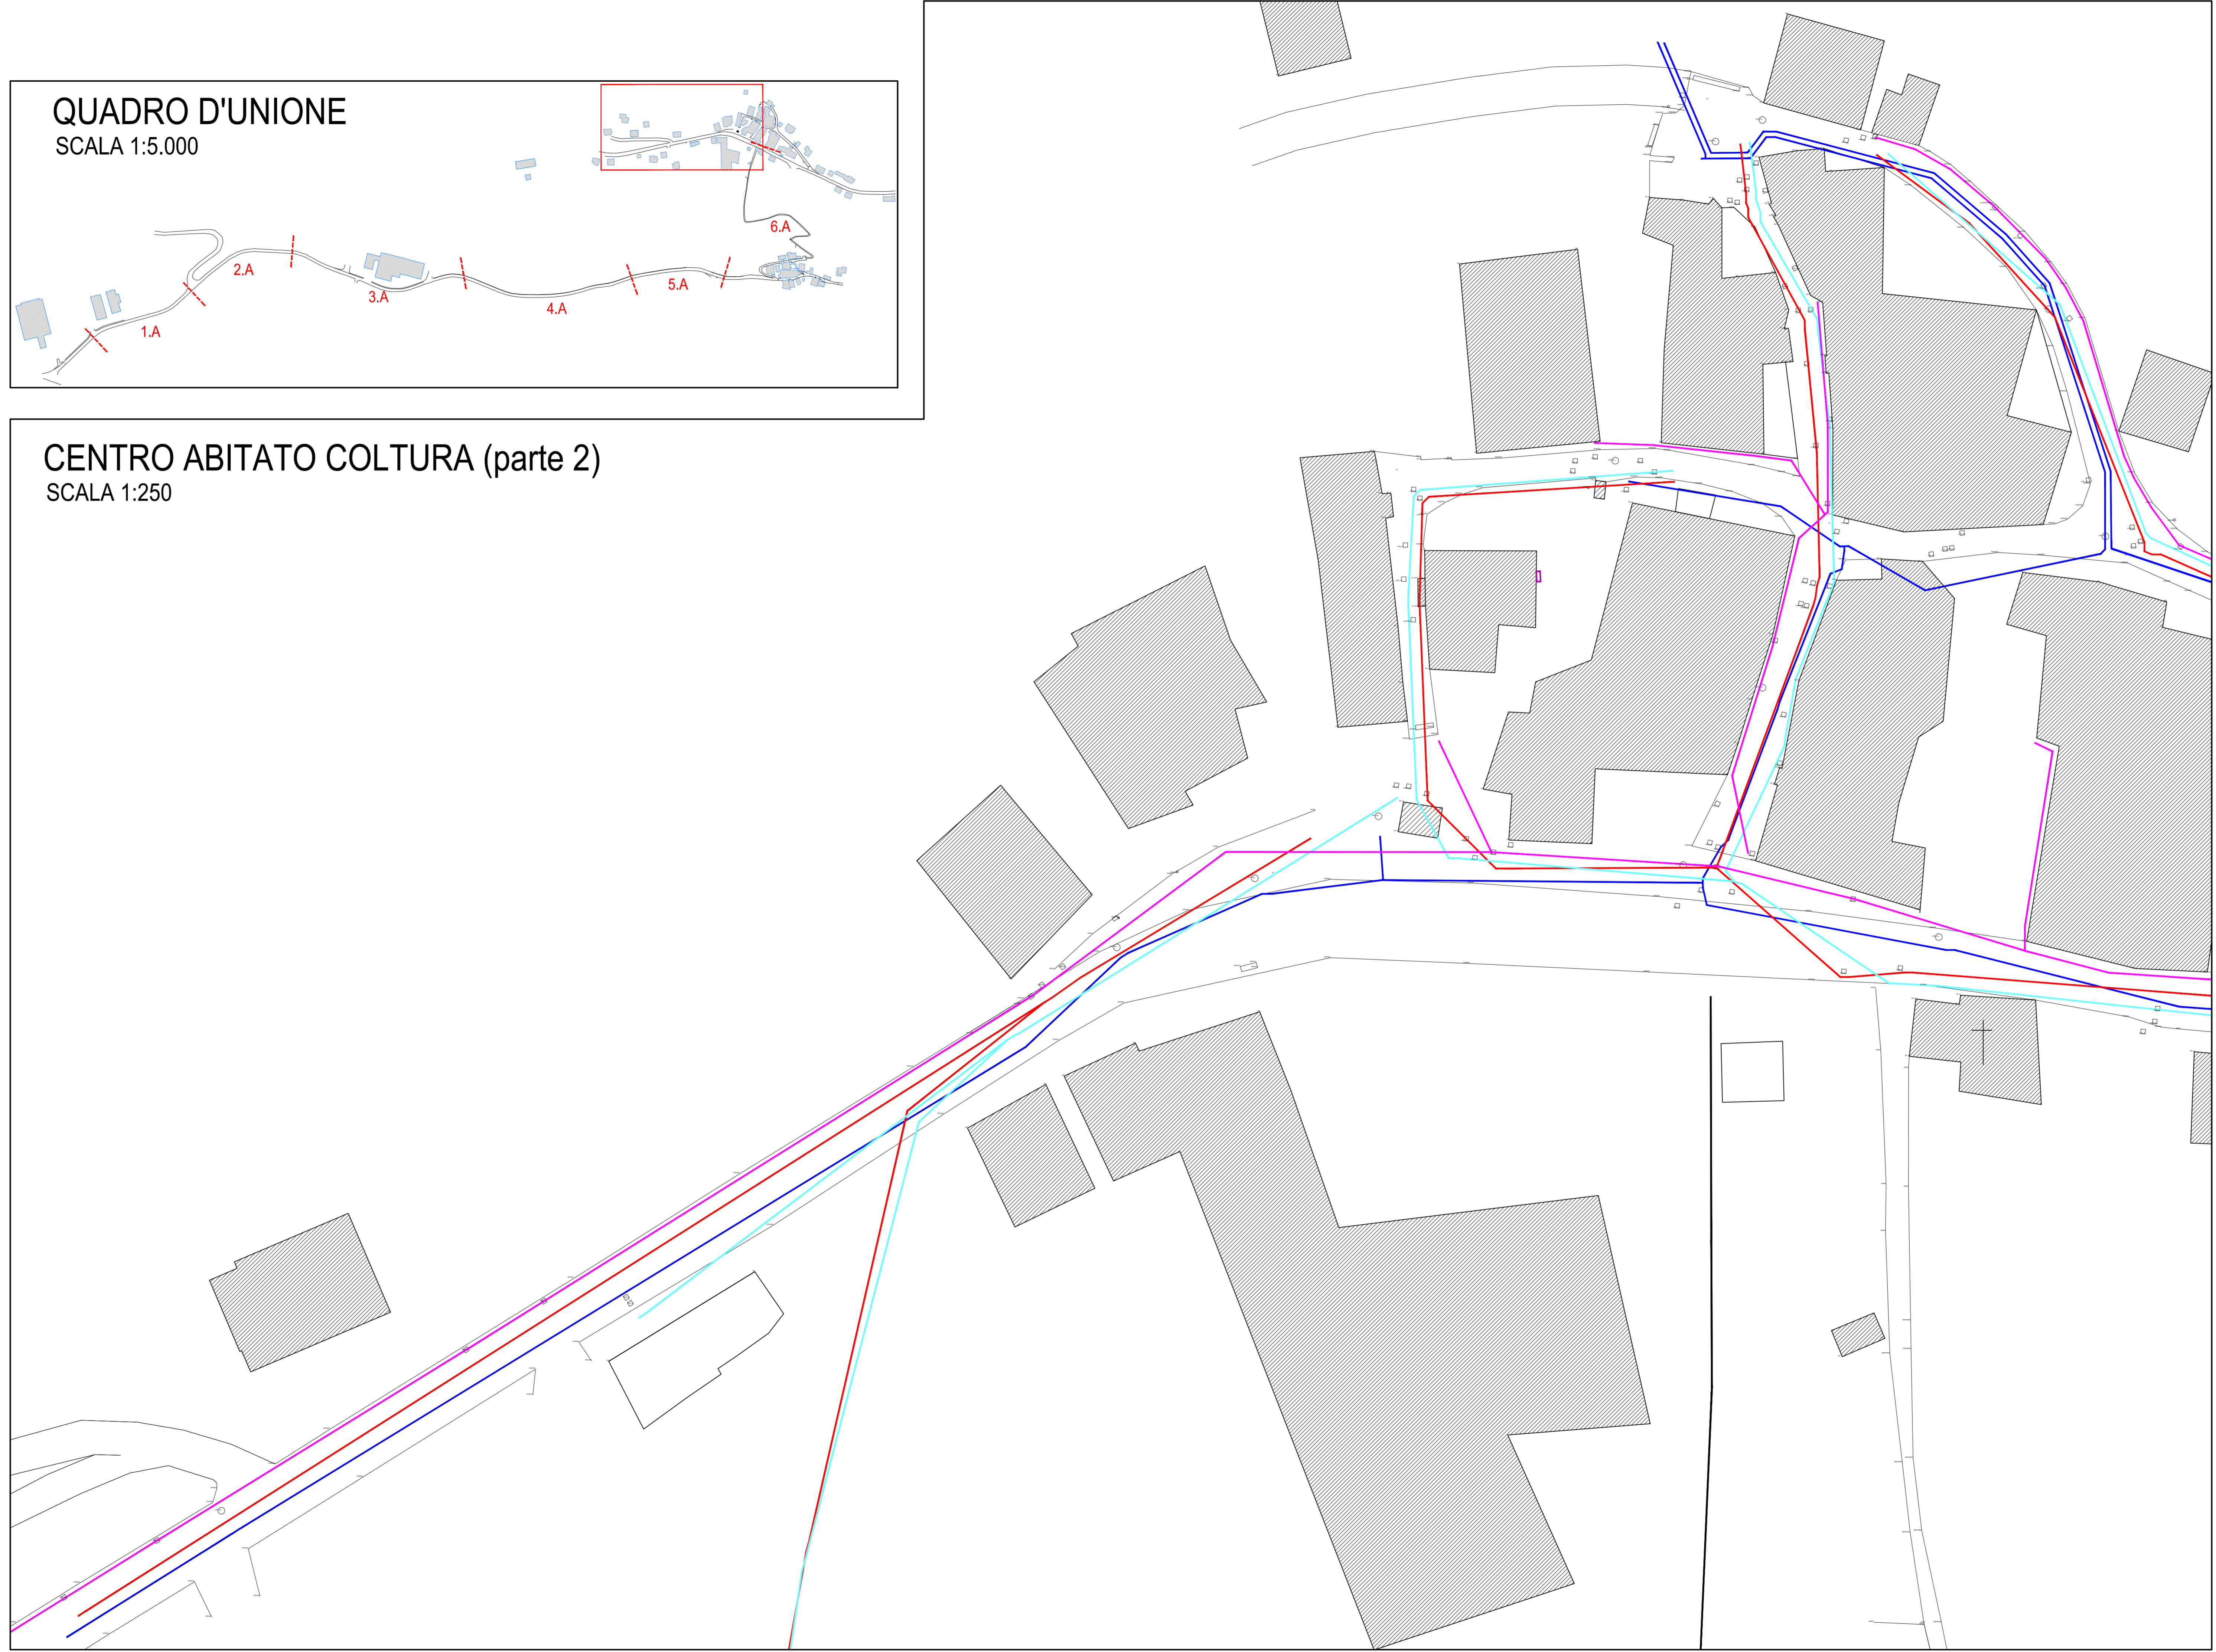 QUADRO D'UNIONE
SCALA 1:5.000
6.A
2.A
5.A
3.A
4.A
1.A
CENTRO ABITATO COLTURA (parte 2)
SCALA 1:250